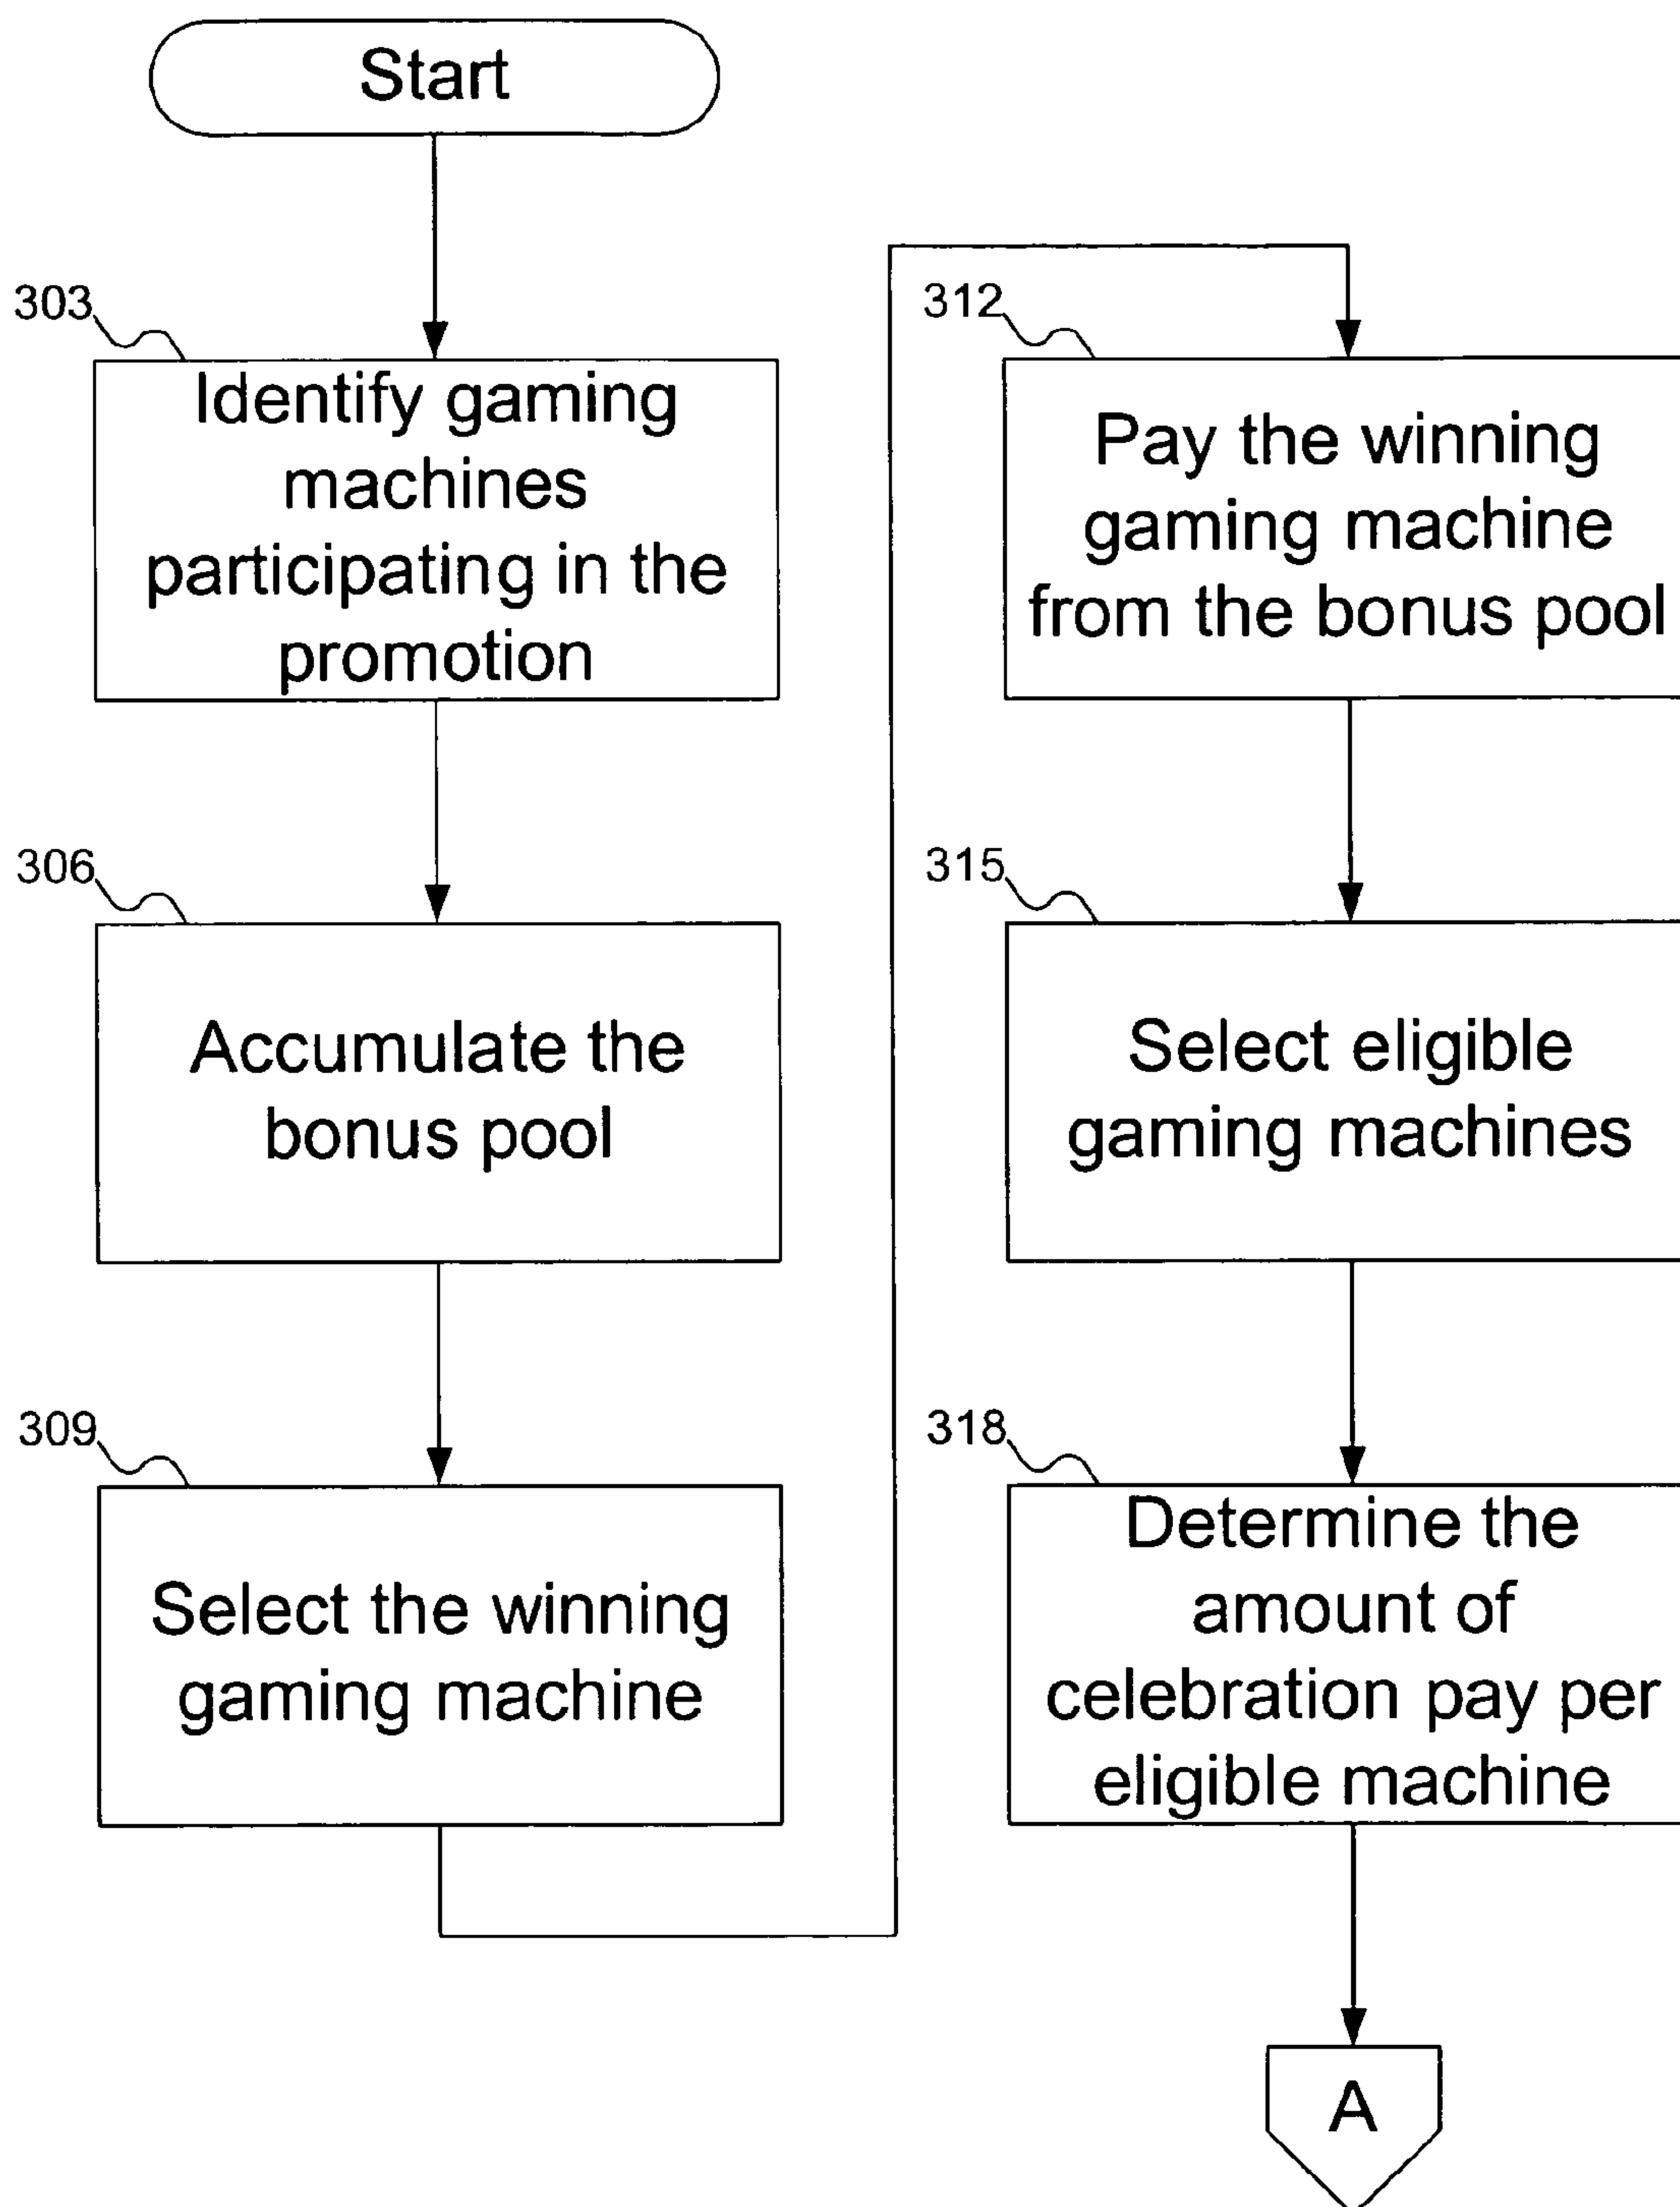 Start
303
Identify gaming
machines
participating in the
promotion
306
Accumulate the
bonus pool
309
Select the winning
gaming machine
312
Pay the winning
gaming machine
from the bonus pool
315
Select eligible
gaming machines
318
Determine the
amount of
celebration pay per
eligible machine
A